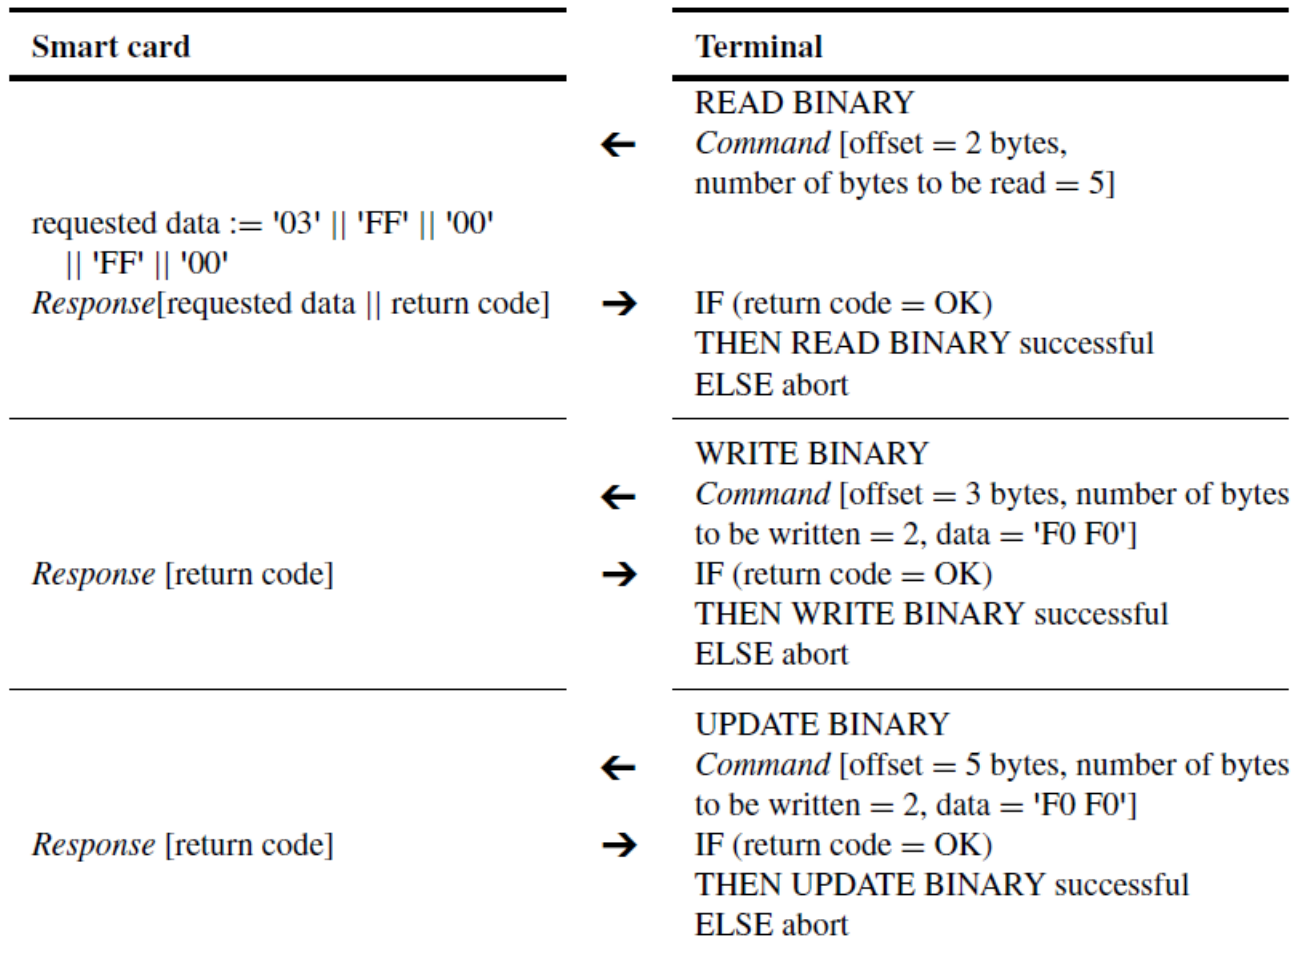 Smart card Terminal
READ BINARY
← Command [offset = 2 bytes,
number of bytes to be read = 5]
requested data := '03' || 'FF' || '00'
|| 'FF' || '00'
Response[requested data || return code] → IF (return code = OK)
THEN READ BINARY successful
ELSE abort
WRITE BINARY
← Command [offset = 3 bytes, number of bytes
to be written = 2, data = 'F0 F0']
Response [return code] → IF (return code = OK)
THEN WRITE BINARY successful
ELSE abort
UPDATE BINARY
← Command [offset = 5 bytes, number of bytes
to be written = 2, data = 'F0 F0']
Response [return code] → IF (return code = OK)
THEN UPDATE BINARY successful
ELSE abort